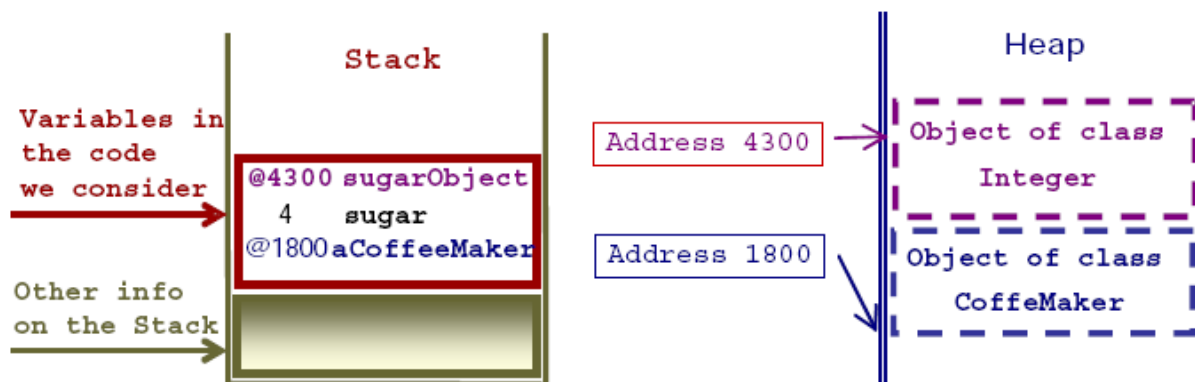 Stack
Variables in
the code
we consider
@4300 sugarObject
4 sugar
@1800 aCoffeeMaker
Other info
on the Stack
Heap
Address 4300
Object of class
Integer
Address 1800
Object of class
CoffeMaker